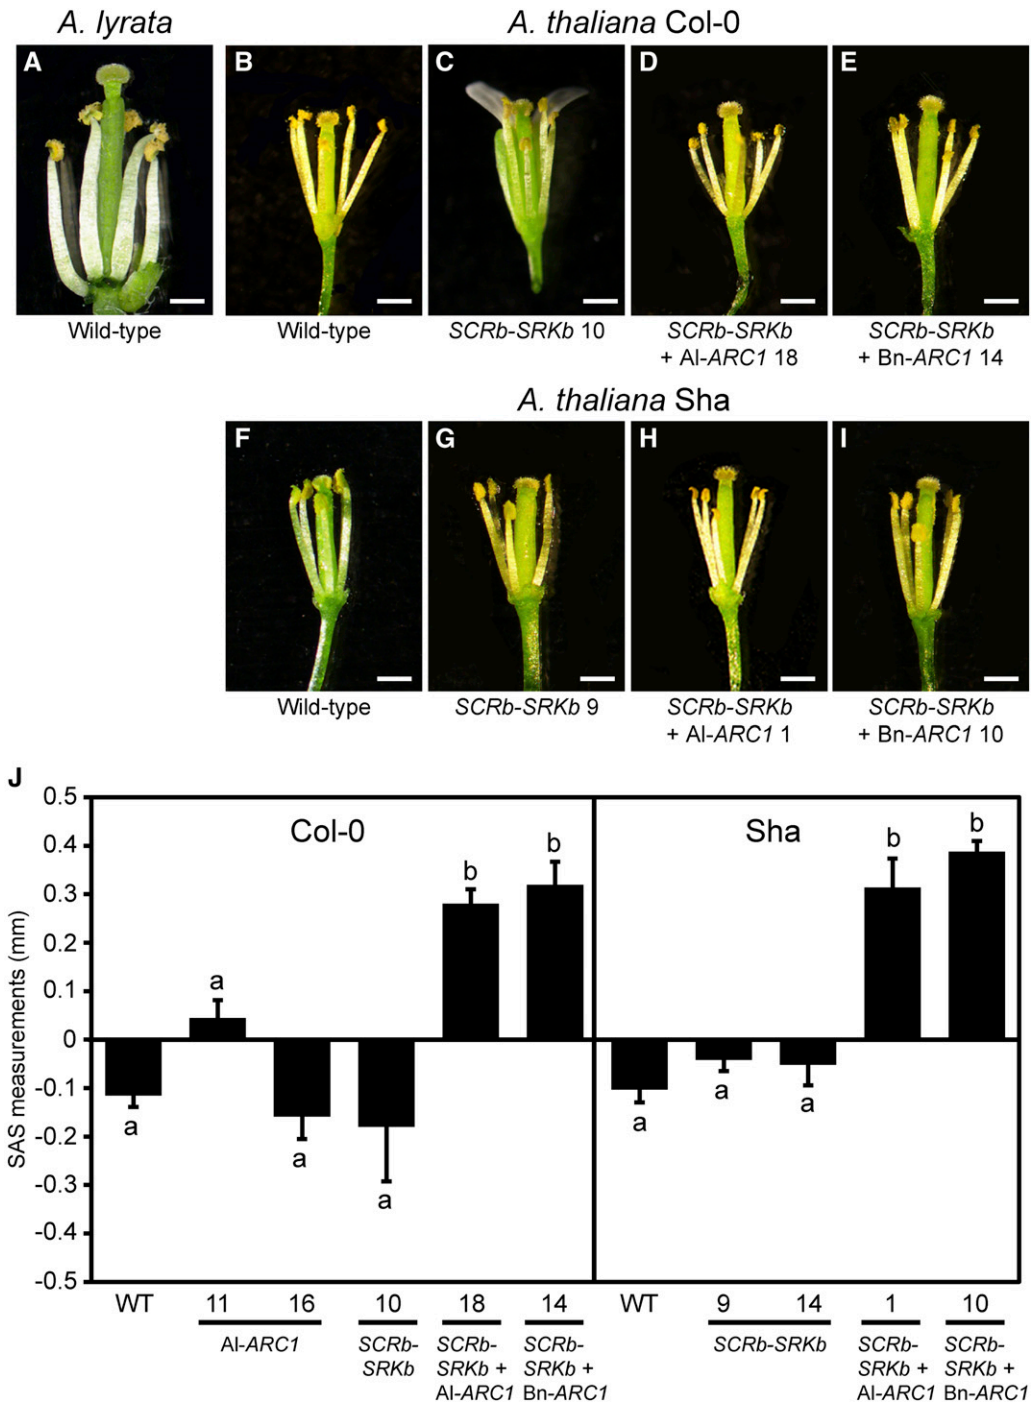 A. lyrata
A. thaliana Col-0
A
B
C
D
E
Wild-type
Wild-type
SCRb-SRKb 10
SCRb-SRKb
+ Al-ARC1 18
SCRb-SRKb
+ Bn-ARC1 14
A. thaliana Sha
F
G
H
I
Wild-type
SCRb-SRKb 9
SCRb-SRKb
+ Al-ARC1 1
SCRb-SRKb
+ Bn-ARC1 10
J
SAS measurements (mm)
0.5
0.4
0.3
0.2
0.1
0
-0.1
-0.2
-0.3
-0.4
-0.5
Col-0
a
a
a
a
b
b
Sha
a
a
a
b
b
WT
11
16
10
18
14
WT
9
14
1
10
Al-ARC1
SCRb-
SRKb
SCRb-
SRKb +
Al-ARC1
SCRb-
SRKb +
Bn-ARC1
SCRb-SRKb
SCRb-
SRKb +
Al-ARC1
SCRb-
SRKb +
Bn-ARC1